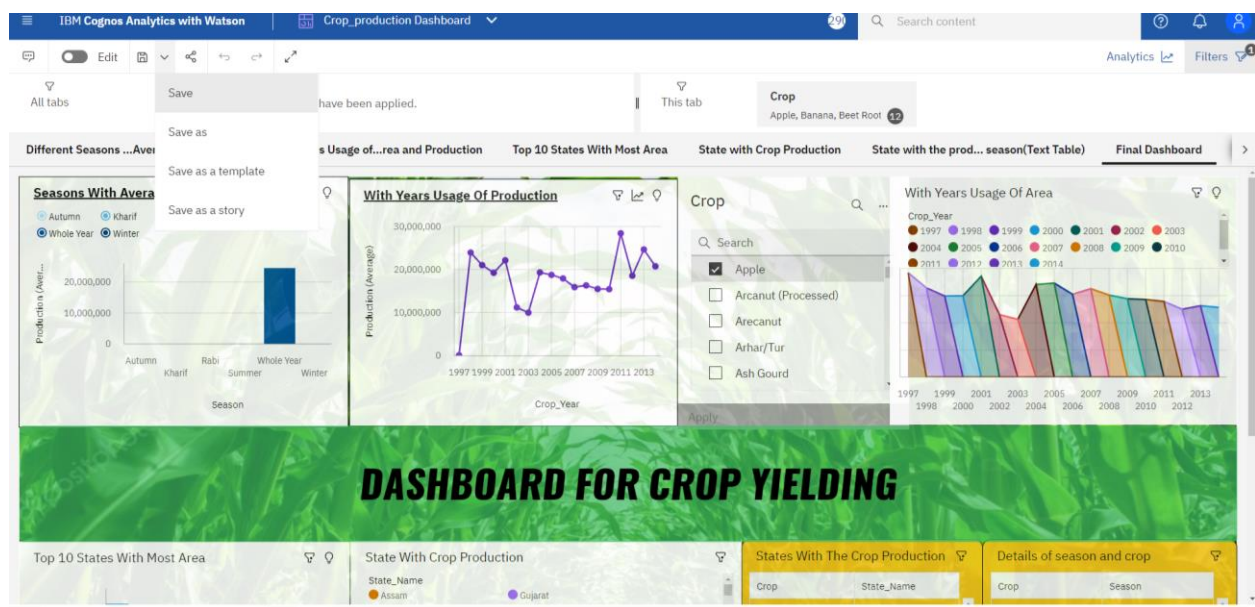 IBM Cognos Analytics with Watson
Crop_production Dashboard
290
Search content
Edit
Analytics
Filters
1
All tabs
Save
have been applied.
This tab
Crop
Apple, Banana, Beet Root 12
Save as
Save as a template
Save as a story
Different Seasons ...Aver
s Usage of...rea and Production
Top 10 States With Most Area
State with Crop Production
State with the prod... season(Text Table)
Final Dashboard
Seasons With Avera
Autumn Kharif
Whole Year Winter
Production (Aver...
20,000,000
10,000,000
0
Autumn Rabi Whole Year
Kharif Summer Winter
Season
With Years Usage Of Production
Production (Average)
30,000,000
20,000,000
10,000,000
0
1997 1999 2001 2003 2005 2007 2009 2011 2013
Crop_Year
Crop
...
Search
Apple
Arcanut (Processed)
Arecanut
Arhar/Tur
Ash Gourd
Apply
With Years Usage Of Area
Crop_Year
1997 1998 1999 2000 2001 2002 2003
2004 2005 2006 2007 2008 2009 2010
2011 2012 2013 2014
1997 1999 2001 2003 2005 2007 2009 2011 2013
1998 2000 2002 2004 2006 2008 2010 2012
DASHBOARD FOR CROP YIELDING
Top 10 States With Most Area
State With Crop Production
State_Name
Assam Gujarat
States With The Crop Production
Crop State_Name
Details of season and crop
Crop Season